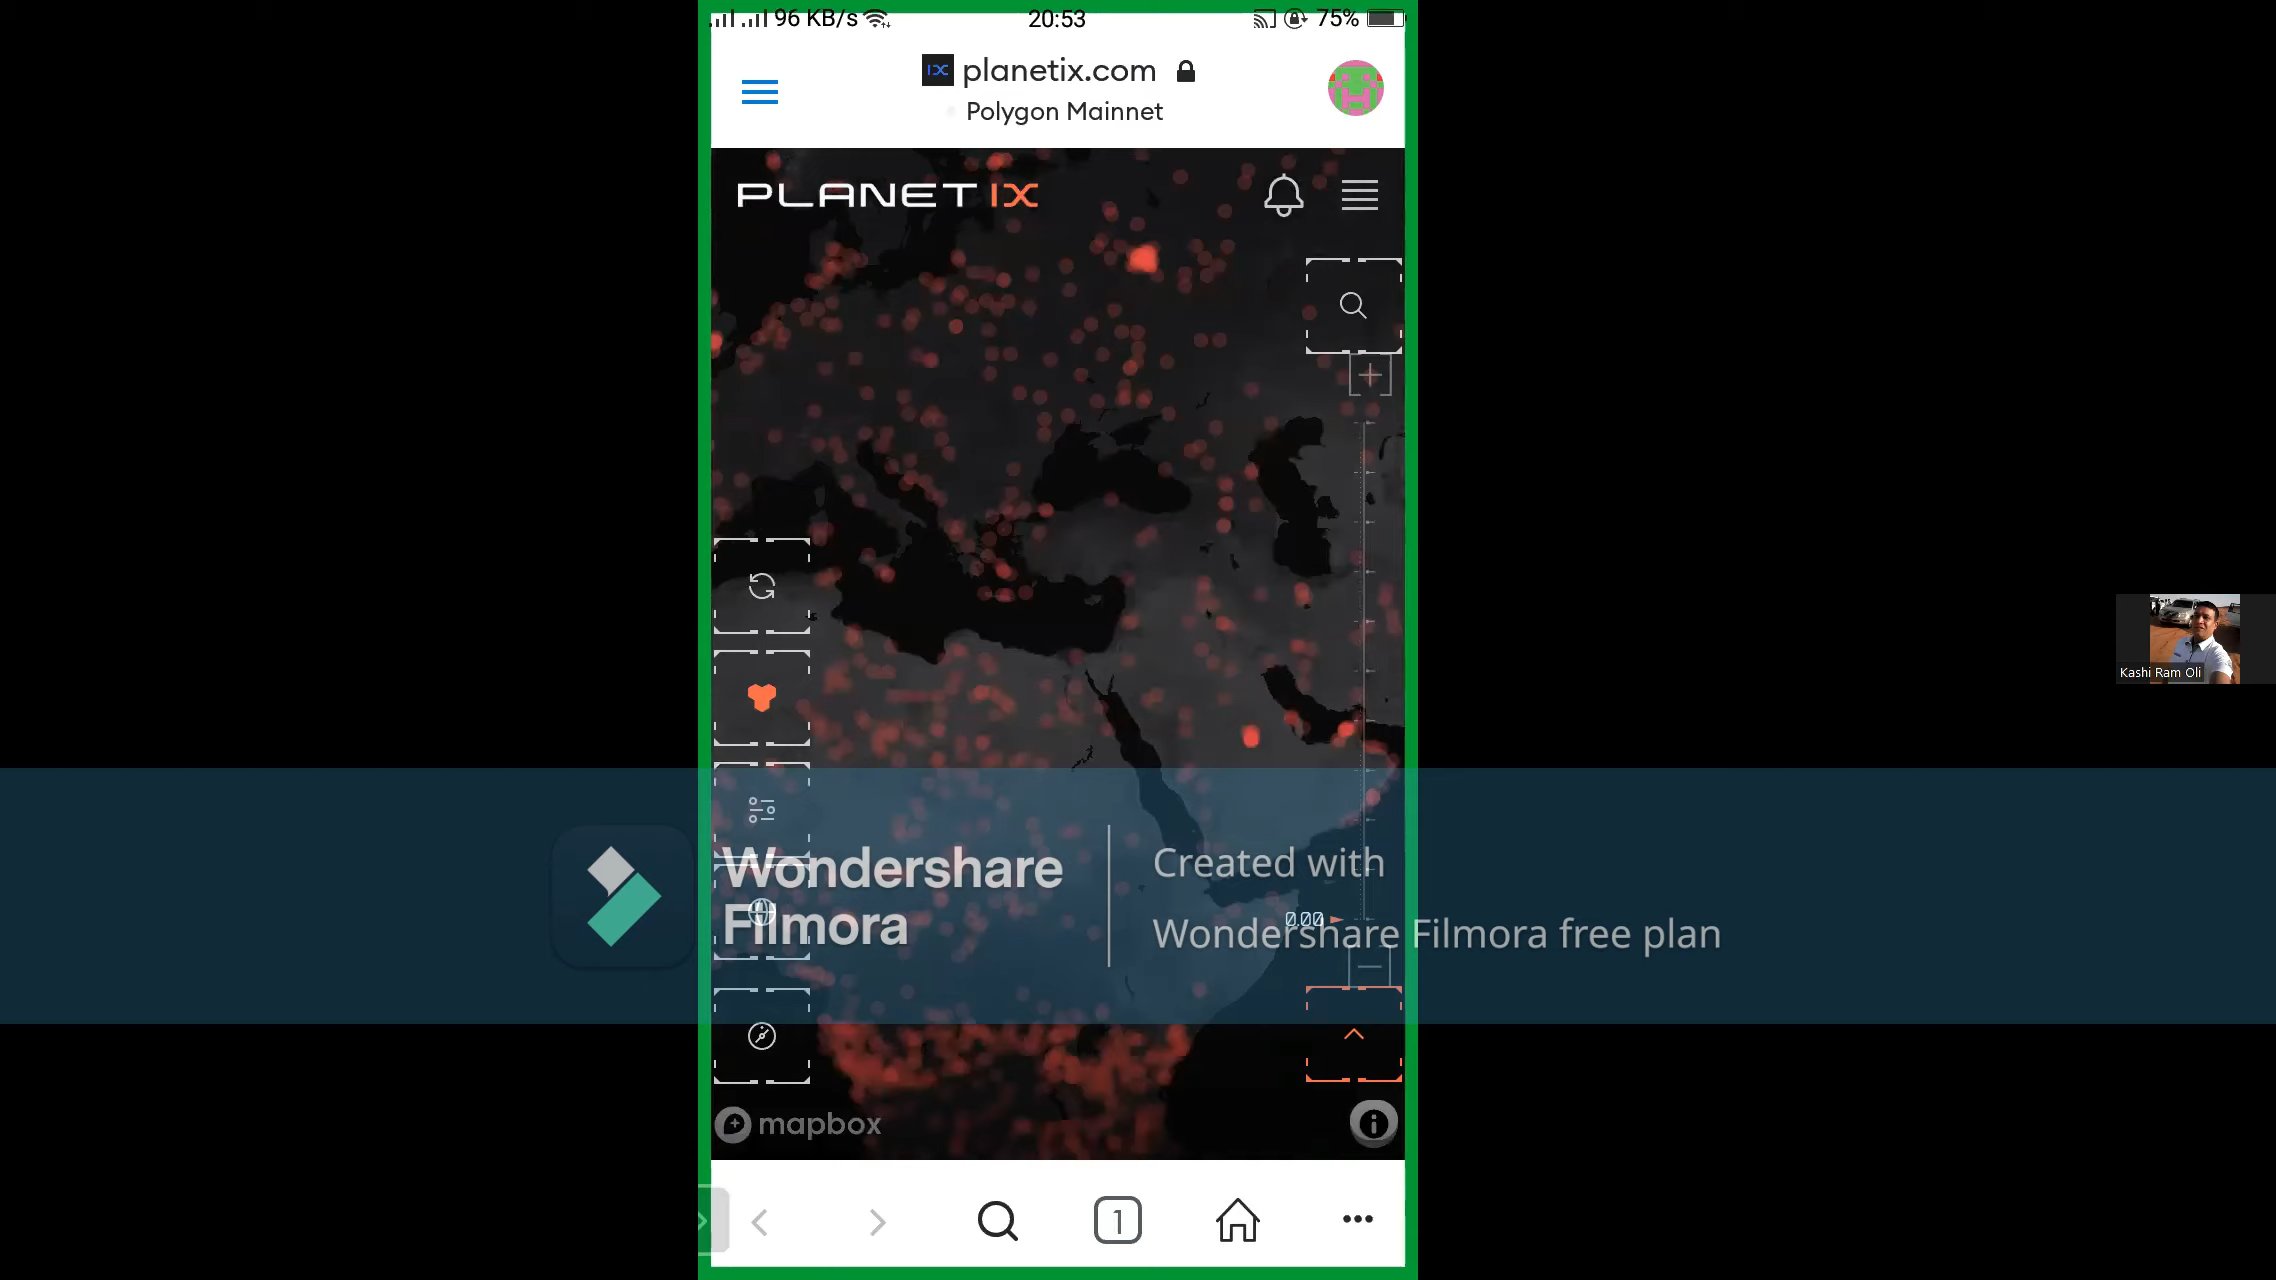 96 KB/s
20:53
75%
planetix.com
Polygon Mainnet
PLANET IX
Wondershare
Filmora
Created with
Wondershare Filmora free plan
0.00
mapbox
1
Kashi Ram Oli